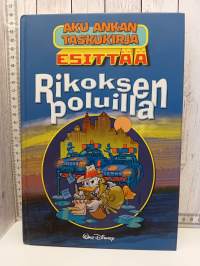 AKU ANKAN
TASKUKIRJA
ESITTÄÄ
Rikoksen
poluilla
Walt Disney